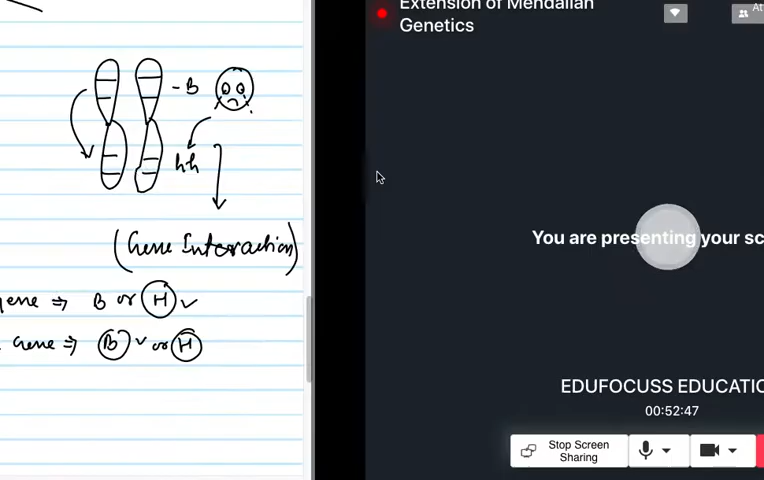 - B
hh
(Gene Interaction)
gene ⇒ B or H ✓
Gene ⇒ B ✓ or H
Extension of Mendalian
Genetics
At
You are presenting your sc
EDUFOCUSS EDUCATIO
00:52:47
Stop Screen
Sharing